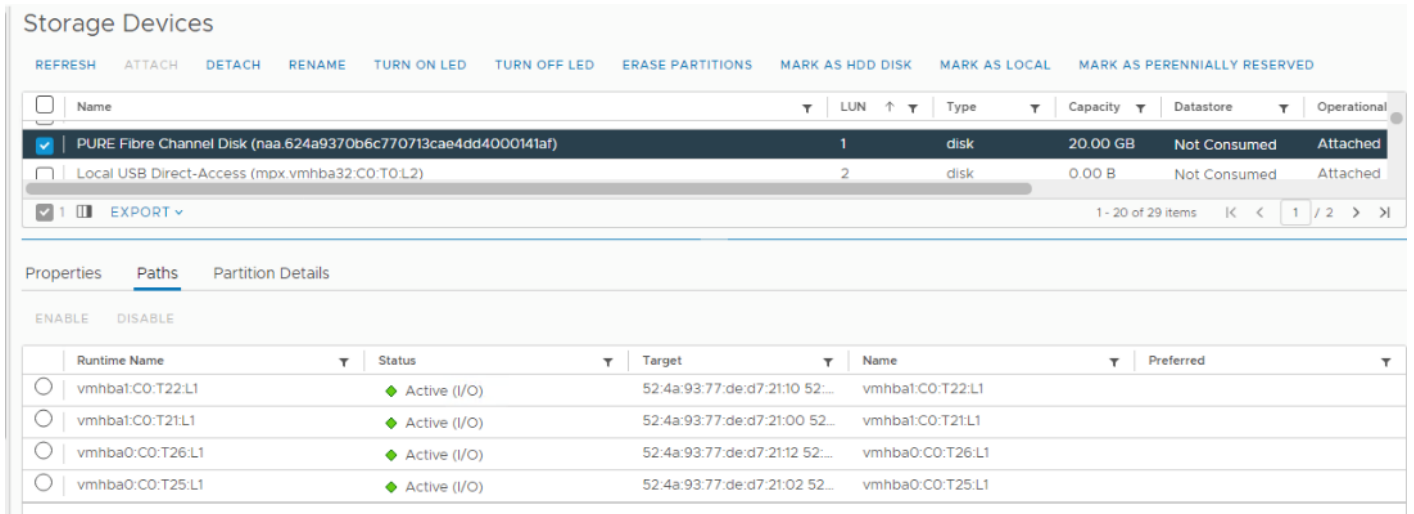 Storage Devices
REFRESH ATTACH DETACH RENAME TURN ON LED TURN OFF LED ERASE PARTITIONS MARK AS HDD DISK MARK AS LOCAL MARK AS PERENNIALLY RESERVED
Name LUN Type Capacity Datastore Operational
PURE Fibre Channel Disk (naa.624a9370b6c770713cae4dd4000141af) 1 disk 20.00 GB Not Consumed Attached
Local USB Direct-Access (mpx.vmhba32:C0:T0:L2) 2 disk 0.00 B Not Consumed Attached
1 EXPORT 1 - 20 of 29 items 1 / 2
Properties Paths Partition Details
ENABLE DISABLE
Runtime Name Status Target Name Preferred
vmhba1:C0:T22:L1 Active (I/O) 52:4a:93:77:de:d7:21:10 52:... vmhba1:C0:T22:L1
vmhba1:C0:T21:L1 Active (I/O) 52:4a:93:77:de:d7:21:00 52... vmhba1:C0:T21:L1
vmhba0:C0:T26:L1 Active (I/O) 52:4a:93:77:de:d7:21:12 52:... vmhba0:C0:T26:L1
vmhba0:C0:T25:L1 Active (I/O) 52:4a:93:77:de:d7:21:02 52... vmhba0:C0:T25:L1